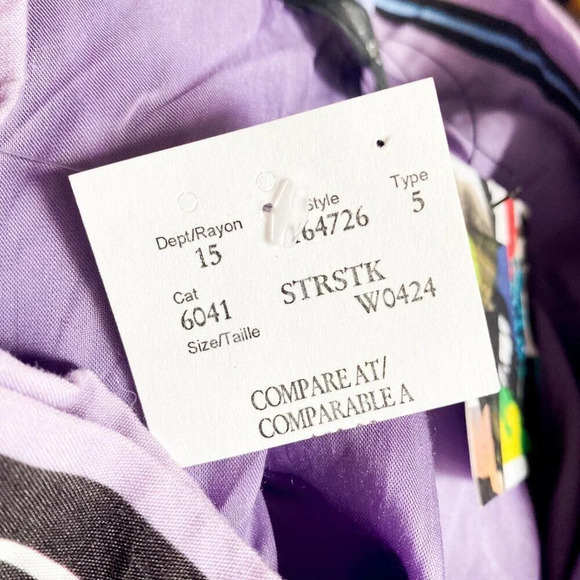 Dept/Rayon Style Type
15 64726 5
Cat STRSTK
6041 W0424
Size/Taille
COMPARE AT/
COMPARABLE A